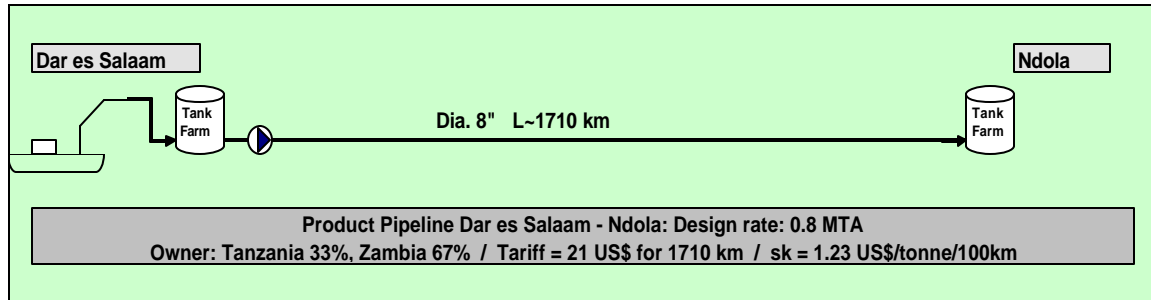 Dar es Salaam
Ndola
Tank
Farm
Dia. 8" L~1710 km
Tank
Farm
Product Pipeline Dar es Salaam - Ndola: Design rate: 0.8 MTA
Owner: Tanzania 33%, Zambia 67% / Tariff = 21 US$ for 1710 km / sk = 1.23 US$/tonne/100km